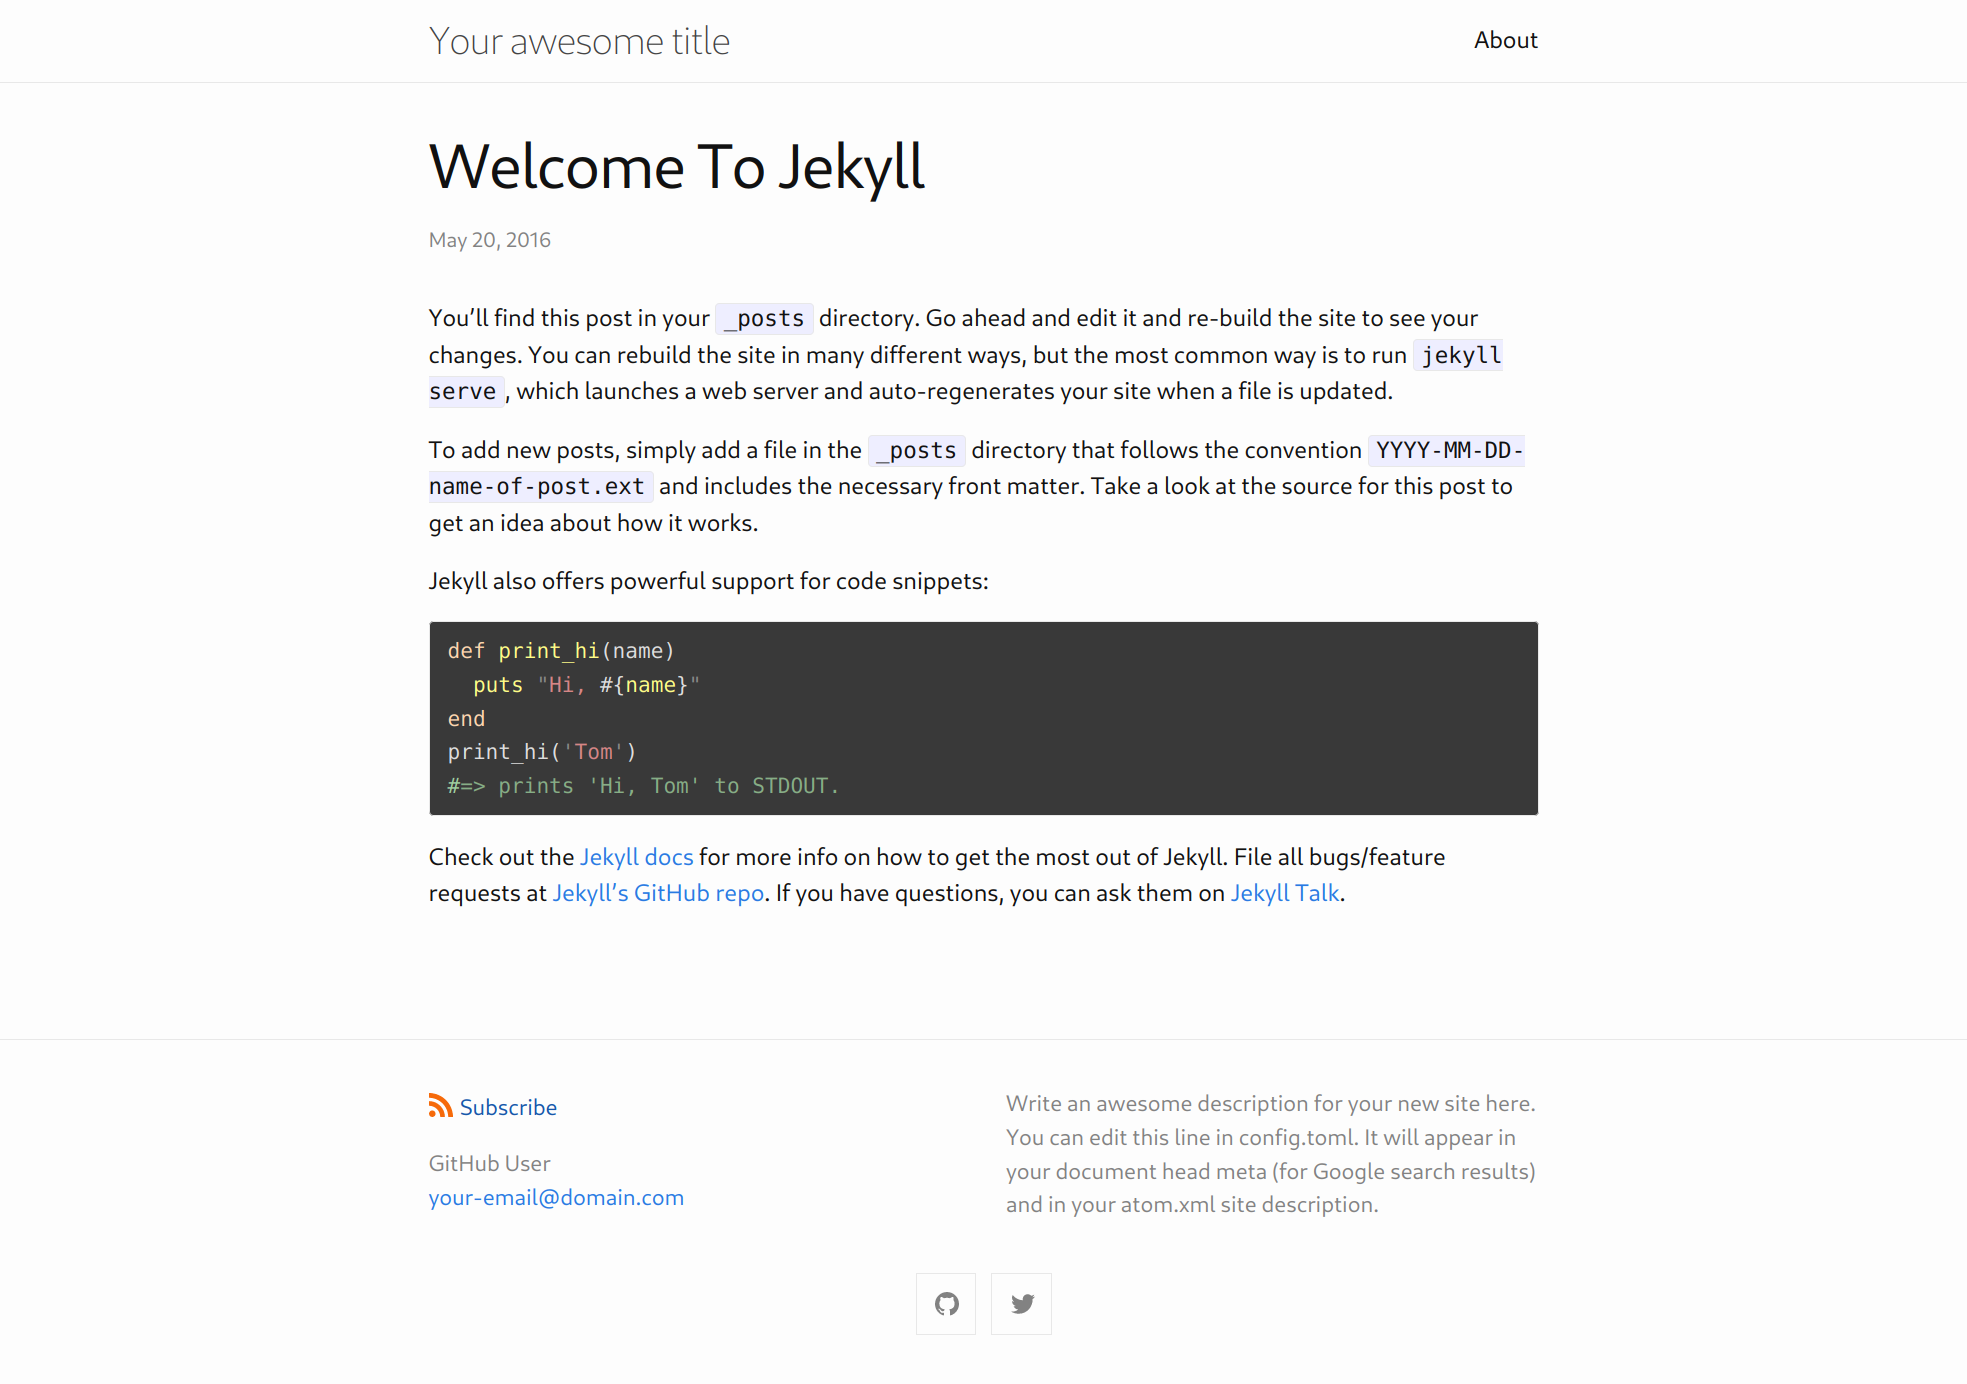 Your awesome title
About
Welcome To Jekyll
May 20, 2016
You’ll find this post in your _posts directory. Go ahead and edit it and re-build the site to see your
changes. You can rebuild the site in many different ways, but the most common way is to run jekyll
serve, which launches a web server and auto-regenerates your site when a file is updated.
To add new posts, simply add a file in the _posts directory that follows the convention YYYY-MM-DD-
name-of-post.ext and includes the necessary front matter. Take a look at the source for this post to
get an idea about how it works.
Jekyll also offers powerful support for code snippets:
def print_hi(name)
  puts "Hi, #{name}"
end
print_hi('Tom')
#=> prints 'Hi, Tom' to STDOUT.
Check out the Jekyll docs for more info on how to get the most out of Jekyll. File all bugs/feature
requests at Jekyll’s GitHub repo. If you have questions, you can ask them on Jekyll Talk.
Subscribe
GitHub User
your-email@domain.com
Write an awesome description for your new site here.
You can edit this line in config.toml. It will appear in
your document head meta (for Google search results)
and in your atom.xml site description.